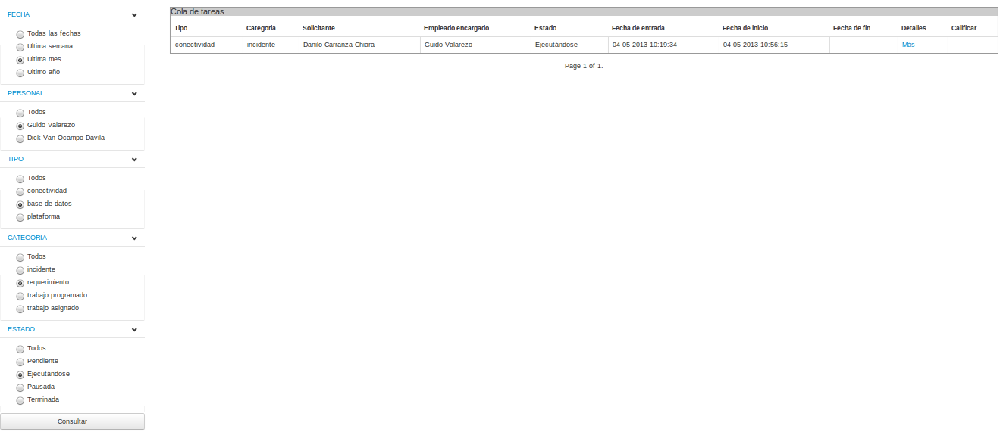 FECHA
Todas las fechas
Ultima semana
Ultima mes
Ultimo año
PERSONAL
Todos
Guido Valarezo
Dick Van Ocampo Davila
TIPO
Todos
conectividad
base de datos
plataforma
CATEGORIA
Todos
incidente
requerimiento
trabajo programado
trabajo asignado
ESTADO
Todos
Pendiente
Ejecutándose
Pausada
Terminada
Consultar
Cola de tareas
Tipo Categoria Solicitante Empleado encargado Estado Fecha de entrada Fecha de inicio Fecha de fin Detalles Calificar
conectividad incidente Danilo Carranza Chiara Guido Valarezo Ejecutándose 04-05-2013 10:19:34 04-05-2013 10:56:15 ----------- Más
Page 1 of 1.